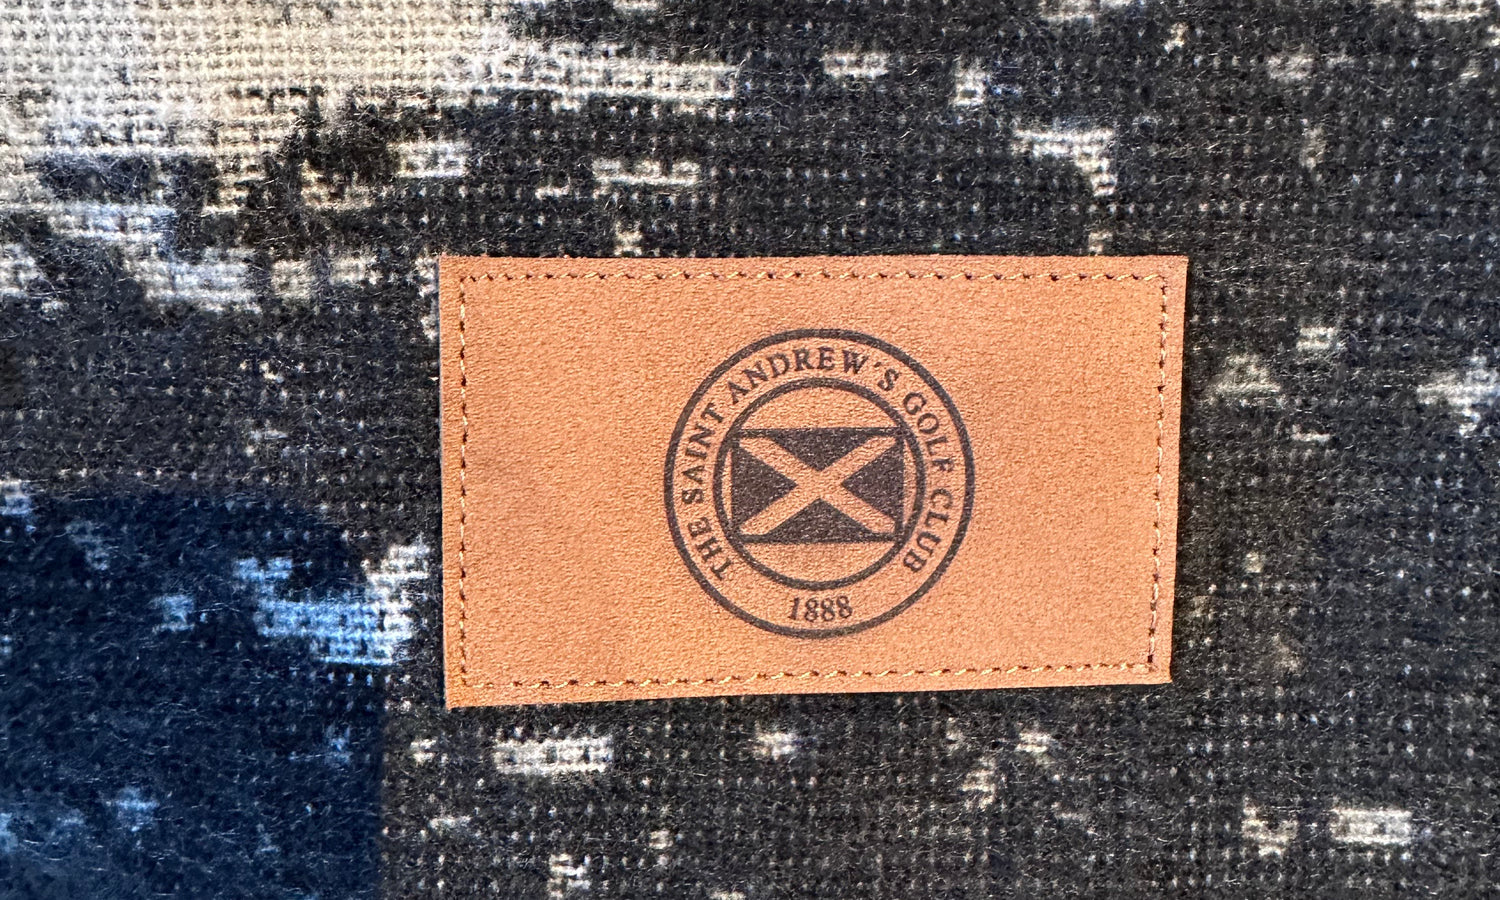 THE SAINT ANDREW'S GOLF CLUB
1888